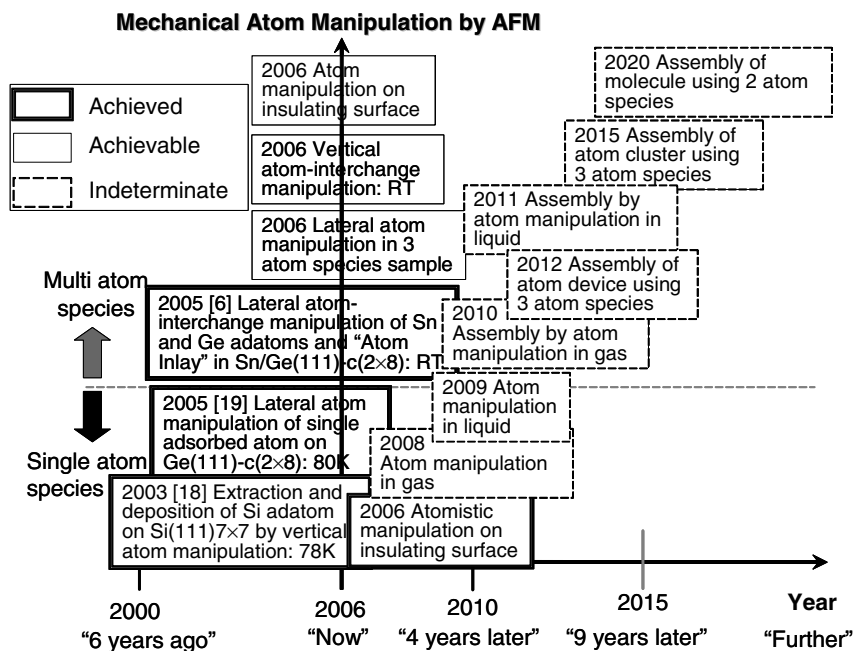 Mechanical Atom Manipulation by AFM
Achieved
Achievable
Indeterminate
2006 Atom
manipulation on
insulating surface
2006 Vertical
atom-interchange
manipulation: RT
2006 Lateral atom
manipulation in 3
atom species sample
2020 Assembly of
molecule using 2 atom
species
2015 Assembly of
atom cluster using
3 atom species
2011 Assembly by
atom manipulation in
liquid
2012 Assembly of
atom device using
3 atom species
2010
Assembly by atom
manipulation in gas
Multi atom
species
2005 [6] Lateral atom-
interchange manipulation of Sn
and Ge adatoms and “Atom
Inlay” in Sn/Ge(111)-c(2×8): RT
2009 Atom
manipulation
in liquid
2005 [19] Lateral atom
manipulation of single
adsorbed atom on
Ge(111)-c(2×8): 80K
2008
Atom manipulation
in gas
Single atom
species
2003 [18] Extraction and
deposition of Si adatom
on Si(111)7×7 by vertical
atom manipulation: 78K
2006 Atomistic
manipulation on
insulating surface
2000
2006
2010
2015
Year
“6 years ago”
“Now”
“4 years later”
“9 years later”
“Further”